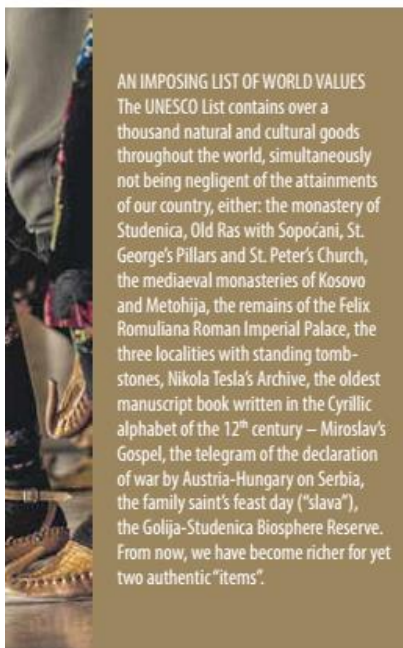 AN IMPOSING LIST OF WORLD VALUES
The UNESCO List contains over a
thousand natural and cultural goods
throughout the world, simultaneously
not being negligent of the attainments
of our country, either: the monastery of
Studenica, Old Ras with Sopoćani, St.
George's Pillars and St. Peter's Church,
the mediaeval monasteries of Kosovo
and Metohija, the remains of the Felix
Romuliana Roman Imperial Palace, the
three localities with standing tomb-
stones, Nikola Tesla's Archive, the oldest
manuscript book written in the Cyrillic
alphabet of the 12th century – Miroslav's
Gospel, the telegram of the declaration
of war by Austria-Hungary on Serbia,
the family saint's feast day ("slava"),
the Golija-Studenica Biosphere Reserve.
From now, we have become richer for yet
two authentic "items".